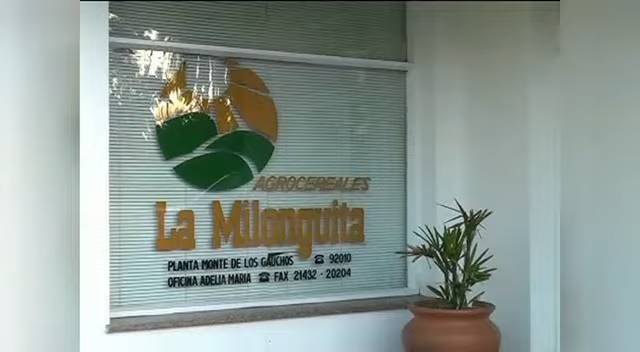 AGROCEREALES
La Milonguita
PLANTA MONTE DE LOS GAUCHOS ☎ 92010
OFICINA ADELIA MARIA ☎ FAX 21432 - 20204